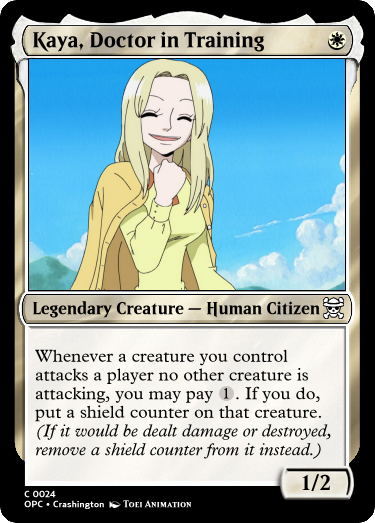 Kaya, Doctor in Training
Legendary Creature — Human Citizen
Whenever a creature you control
attacks a player no other creature is
attacking, you may pay 1. If you do,
put a shield counter on that creature.
(If it would be dealt damage or destroyed,
remove a shield counter from it instead.)
1/2
C 0024
OPC • Crashington TOEI ANIMATION